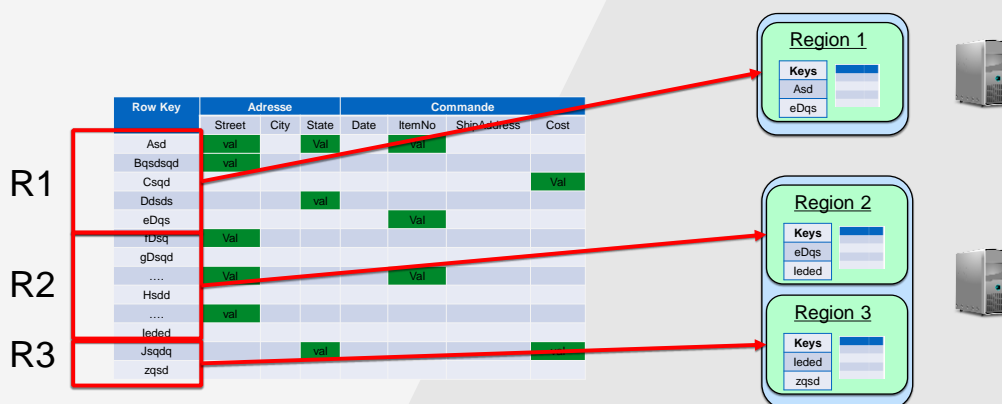 Row Key Adresse Commande
Street City State Date ItemNo ShipAddress Cost
Asd val Val val
Bqsdsqd val
Csqd Val
Ddsds val
eDqs Val
fDsq Val
gDsqd
.... Val Val
Hsdd
.... val
Ieded
Jsqdq val val
zqsd
R1
R2
R3
Region 1
Keys
Asd
eDqs
Region 2
Keys
eDqs
Ieded
Region 3
Keys
Ieded
zqsd